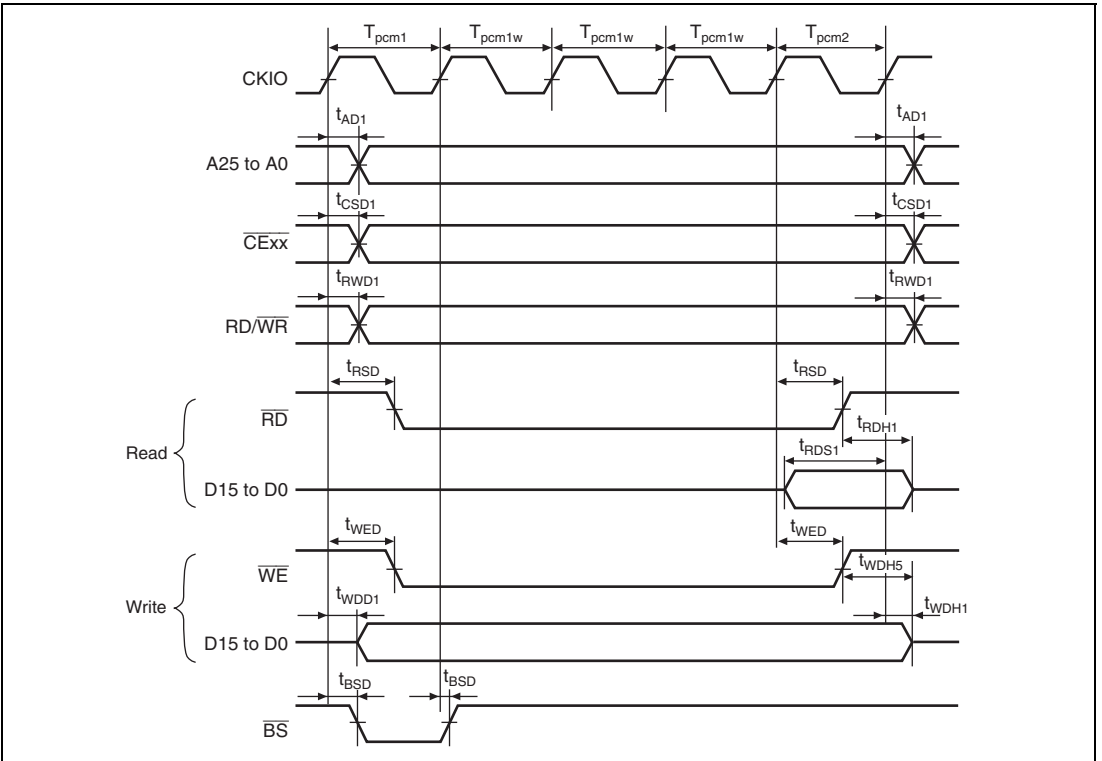 Tpcm1 Tpcm1w Tpcm1w Tpcm1w Tpcm2
CKIO
tAD1 tAD1
A25 to A0
tCSD1 tCSD1
CExx
tRWD1 tRWD1
RD/WR
tRSD tRSD
RD
tRDH1
Read
tRDS1
D15 to D0
tWED tWED
WE
tWDH5
Write
tWDD1 tWDH1
D15 to D0
tBSD tBSD
BS